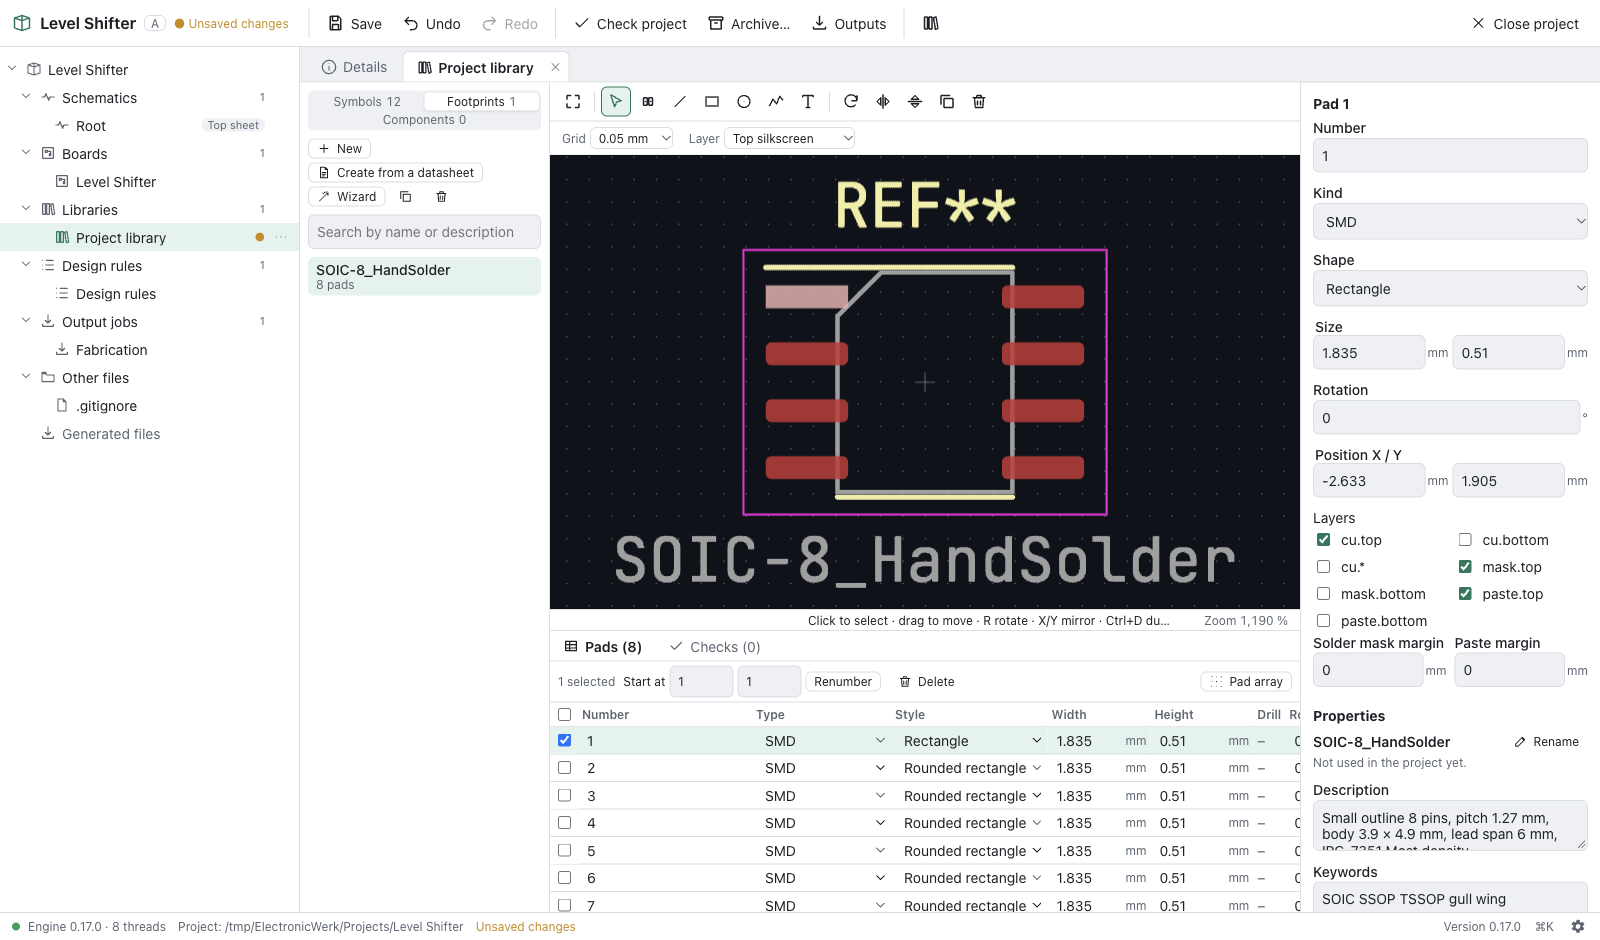 Level Shifter A Unsaved changes Save Undo Redo Check project Archive... Outputs Close project
Level Shifter
Schematics 1
Root Top sheet
Boards 1
Level Shifter
Libraries 1
Project library
Design rules 1
Design rules
Output jobs 1
Fabrication
Other files
.gitignore
Generated files
Details Project library
Symbols 12 Footprints 1
Components 0
New
Create from a datasheet
Wizard
Search by name or description
SOIC-8_HandSolder
8 pads
Grid 0.05 mm Layer Top silkscreen
REF**
SOIC-8_HandSolder
Click to select · drag to move · R rotate · X/Y mirror · Ctrl+D du... Zoom 1,190 %
Pads (8) Checks (0)
1 selected Start at 1 1 Renumber Delete Pad array
Number Type Style Width Height Drill Ro
1 SMD Rectangle 1.835 mm 0.51 mm – 0
2 SMD Rounded rectangle 1.835 mm 0.51 mm – 0
3 SMD Rounded rectangle 1.835 mm 0.51 mm – 0
4 SMD Rounded rectangle 1.835 mm 0.51 mm – 0
5 SMD Rounded rectangle 1.835 mm 0.51 mm – 0
6 SMD Rounded rectangle 1.835 mm 0.51 mm – 0
7 SMD Rounded rectangle 1.835 mm 0.51 mm – 0
Pad 1
Number
1
Kind
SMD
Shape
Rectangle
Size
1.835 mm 0.51 mm
Rotation
0 °
Position X / Y
-2.633 mm 1.905 mm
Layers
cu.top cu.bottom
cu.* mask.top
mask.bottom paste.top
paste.bottom
Solder mask margin Paste margin
0 mm 0 mm
Properties
SOIC-8_HandSolder Rename
Not used in the project yet.
Description
Small outline 8 pins, pitch 1.27 mm,
body 3.9 × 4.9 mm, lead span 6 mm,
IPC-7351 Most density
Keywords
SOIC SSOP TSSOP gull wing
Engine 0.17.0 · 8 threads Project: /tmp/ElectronicWerk/Projects/Level Shifter Unsaved changes Version 0.17.0 ⌘K